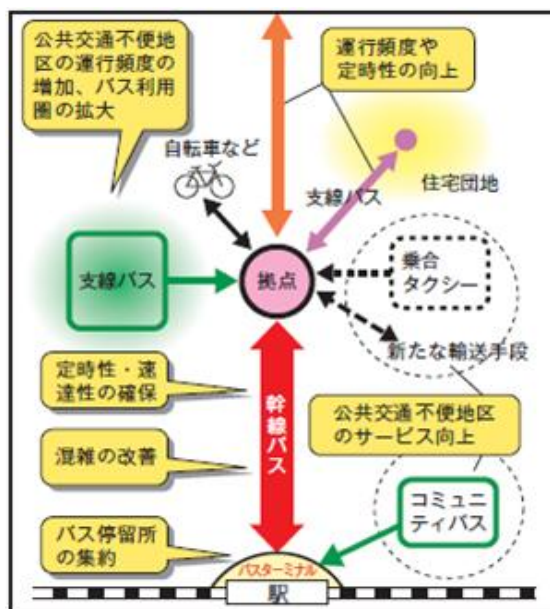 公共交通不便地
区の運行頻度の
増加、バス利用
圏の拡大
運行頻度や
定時性の向上
自転車など
支線バス
住宅団地
支線バス
拠点
乗合
タクシー
新たな輸送手段
定時性・速
達性の確保
幹線バス
公共交通不便地区
のサービス向上
混雑の改善
コミュニ
ティバス
バス停留所
の集約
バスターミナル
駅